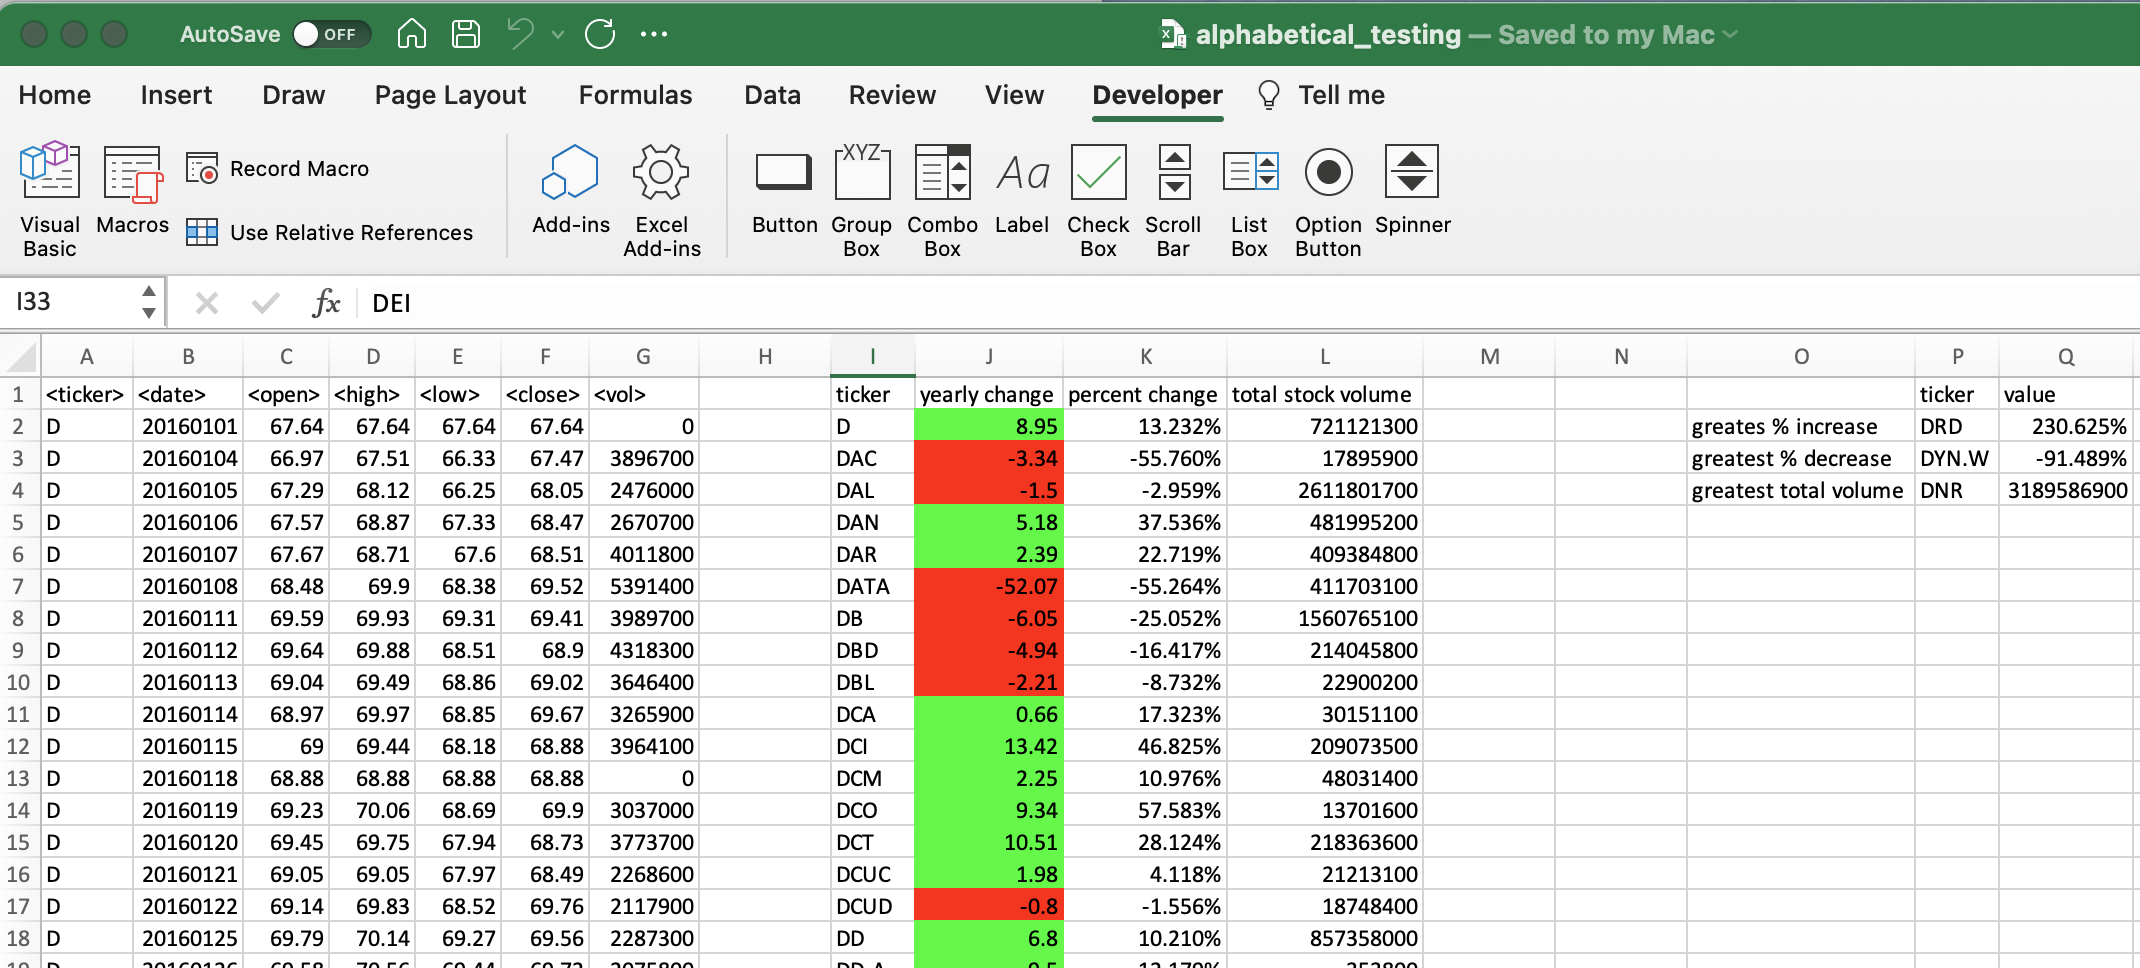 AutoSave OFF
alphabetical_testing — Saved to my Mac
Home Insert Draw Page Layout Formulas Data Review View Developer Tell me
Visual Basic Macros Record Macro Use Relative References Add-ins Excel Add-ins XYZ Button Group Box Combo Box Aa Label Check Box Scroll Bar List Box Option Button Spinner
I33 fx DEI
A B C D E F G H I J K L M N O P Q
1 <ticker> <date> <open> <high> <low> <close> <vol> ticker yearly change percent change total stock volume ticker value
2 D 20160101 67.64 67.64 67.64 67.64 0 D 8.95 13.232% 721121300 greates % increase DRD 230.625%
3 D 20160104 66.97 67.51 66.33 67.47 3896700 DAC -3.34 -55.760% 17895900 greatest % decrease DYN.W -91.489%
4 D 20160105 67.29 68.12 66.25 68.05 2476000 DAL -1.5 -2.959% 2611801700 greatest total volume DNR 3189586900
5 D 20160106 67.57 68.87 67.33 68.47 2670700 DAN 5.18 37.536% 481995200
6 D 20160107 67.67 68.71 67.6 68.51 4011800 DAR 2.39 22.719% 409384800
7 D 20160108 68.48 69.9 68.38 69.52 5391400 DATA -52.07 -55.264% 411703100
8 D 20160111 69.59 69.93 69.31 69.41 3989700 DB -6.05 -25.052% 1560765100
9 D 20160112 69.64 69.88 68.51 68.9 4318300 DBD -4.94 -16.417% 214045800
10 D 20160113 69.04 69.49 68.86 69.02 3646400 DBL -2.21 -8.732% 22900200
11 D 20160114 68.97 69.97 68.85 69.67 3265900 DCA 0.66 17.323% 30151100
12 D 20160115 69 69.44 68.18 68.88 3964100 DCI 13.42 46.825% 209073500
13 D 20160118 68.88 68.88 68.88 68.88 0 DCM 2.25 10.976% 48031400
14 D 20160119 69.23 70.06 68.69 69.9 3037000 DCO 9.34 57.583% 13701600
15 D 20160120 69.45 69.75 67.94 68.73 3773700 DCT 10.51 28.124% 218363600
16 D 20160121 69.05 69.05 67.97 68.49 2268600 DCUC 1.98 4.118% 21213100
17 D 20160122 69.14 69.83 68.52 69.76 2117900 DCUD -0.8 -1.556% 18748400
18 D 20160125 69.79 70.14 69.27 69.56 2287300 DD 6.8 10.210% 857358000